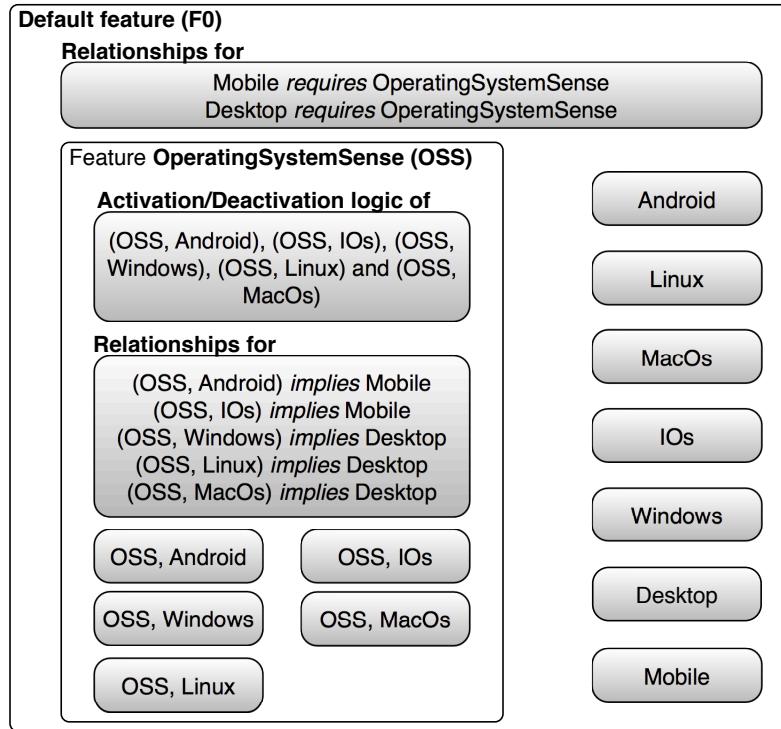 Default feature (F0)
Relationships for
Mobile requires OperatingSystemSense
Desktop requires OperatingSystemSense
Feature OperatingSystemSense (OSS)
Activation/Deactivation logic of
(OSS, Android), (OSS, IOs), (OSS,
Windows), (OSS, Linux) and (OSS,
MacOs)
Relationships for
(OSS, Android) implies Mobile
(OSS, IOs) implies Mobile
(OSS, Windows) implies Desktop
(OSS, Linux) implies Desktop
(OSS, MacOs) implies Desktop
OSS, Android
OSS, IOs
OSS, Windows
OSS, MacOs
OSS, Linux
Android
Linux
MacOs
IOs
Windows
Desktop
Mobile